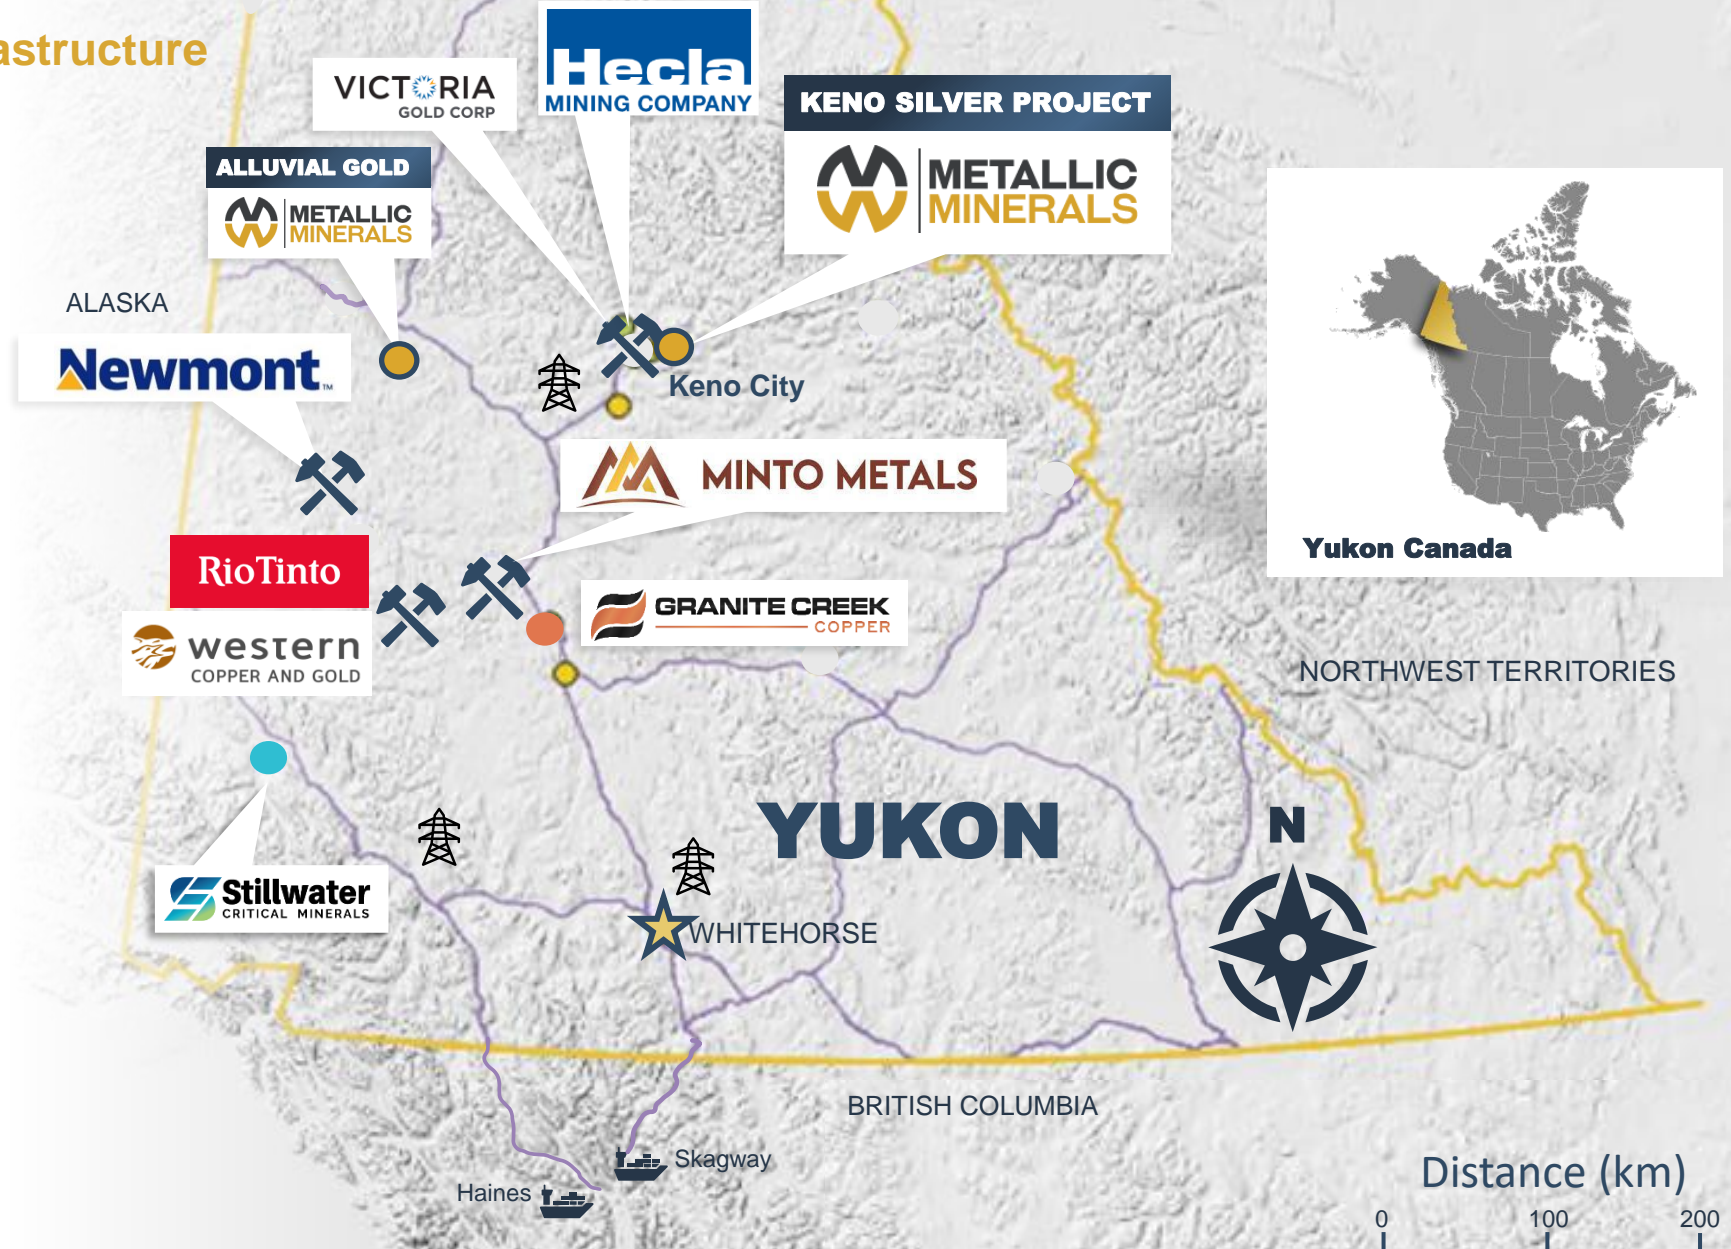 astructure
VICTORIA
GOLD CORP
Hecla
MINING COMPANY
KENO SILVER PROJECT
METALLIC
MINERALS
ALLUVIAL GOLD
METALLIC
MINERALS
ALASKA
Newmont™
Keno City
MINTO METALS
RioTinto
western
COPPER AND GOLD
GRANITE CREEK
COPPER
Yukon Canada
NORTHWEST TERRITORIES
YUKON
N
Stillwater
CRITICAL MINERALS
WHITEHORSE
BRITISH COLUMBIA
Skagway
Haines
Distance (km)
0 100 200